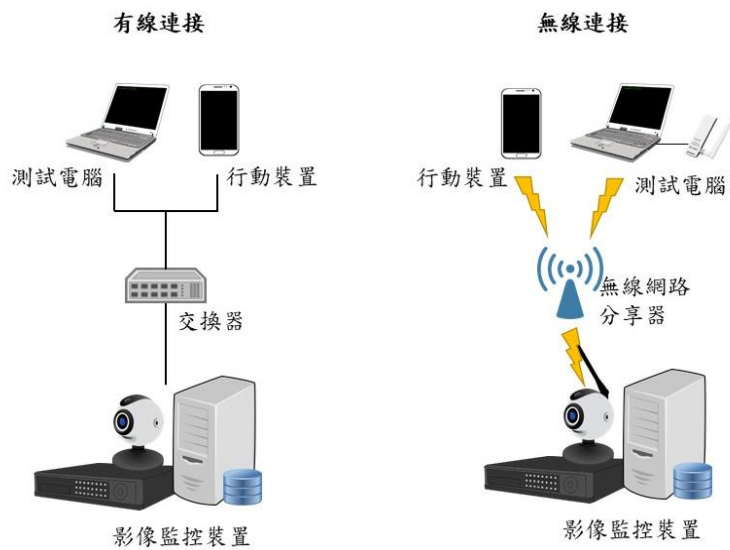 有線連接
測試電腦
行動裝置
交換器
影像監控裝置
無線連接
行動裝置
測試電腦
無線網路
分享器
影像監控裝置